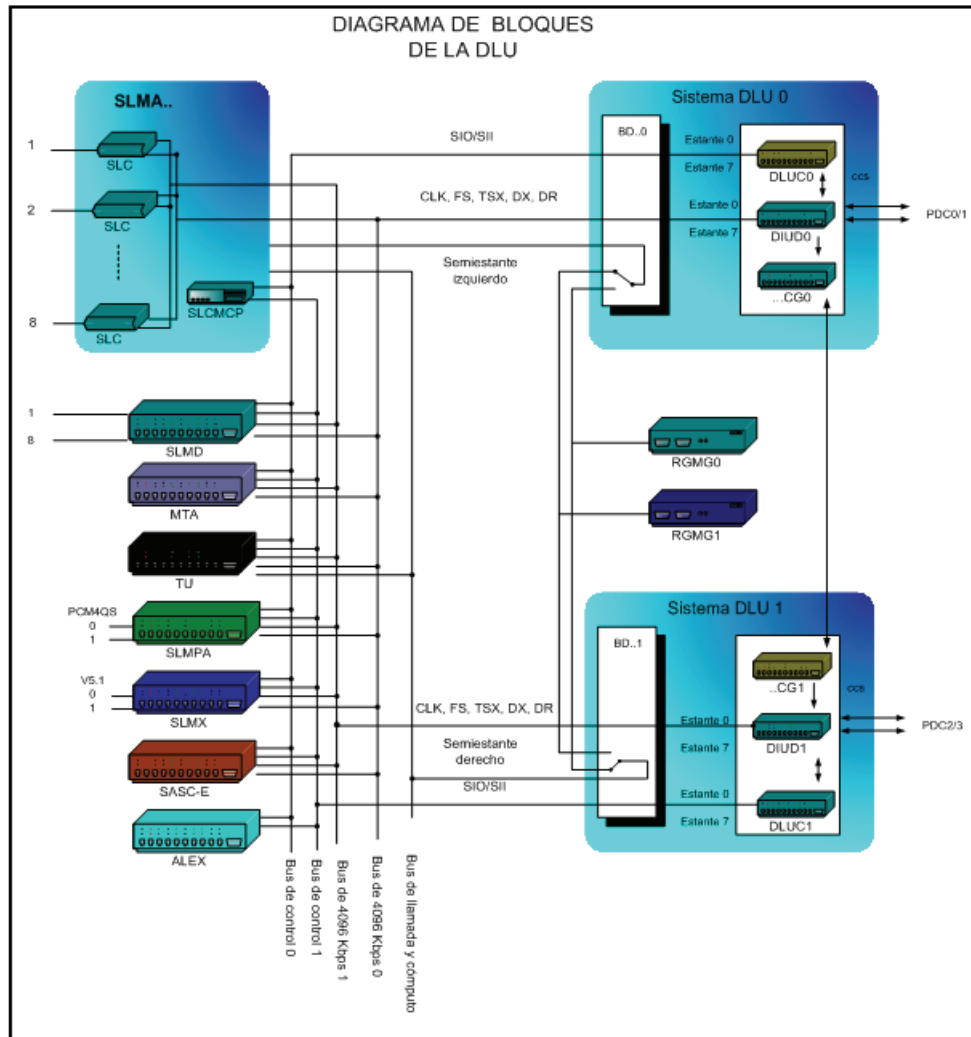 DIAGRAMA DE BLOQUES
DE LA DLU
SLMA..
1
SLC
2
SLC
8
SLC
SLCMCP
SIO/SII
CLK, FS, TSX, DX, DR
Semiestante
izquierdo
Sistema DLU 0
BD..0
Estante 0
Estante 7
DLUC0
ccs
Estante 0
Estante 7
DIUD0
PDC0/1
...CG0
1
8
SLMD
MTA
TU
PCM4QS
0
1
SLMPA
V5.1
0
1
SLMX
SASC-E
ALEX
RGMG0
RGMG1
Sistema DLU 1
BD..1
..CG1
ccs
CLK, FS, TSX, DX, DR
Estante 0
Estante 7
DIUD1
PDC2/3
Semiestante
derecho
SIO/SII
Estante 0
Estante 7
DLUC1
Bus de control 0
Bus de control 1
Bus de 4096 Kbps 1
Bus de 4096 Kbps 0
Bus de llamada y cómputo